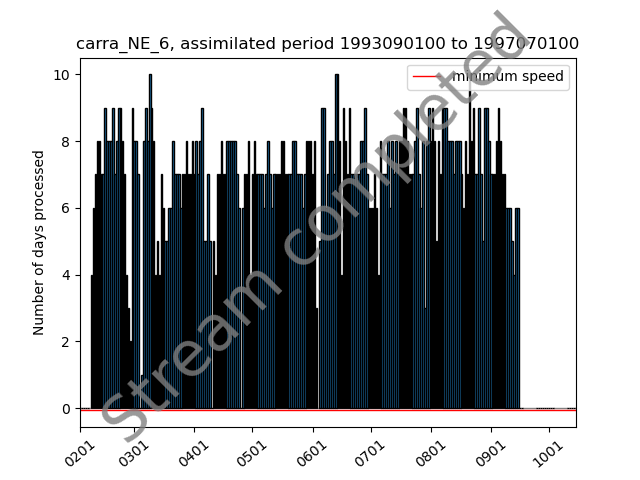 carra_NE_6, assimilated period 1993090100 to 1997070100
minimum speed
Stream completed
Number of days processed
10
8
6
4
2
0
0201 0301 0401 0501 0601 0701 0801 0901 1001